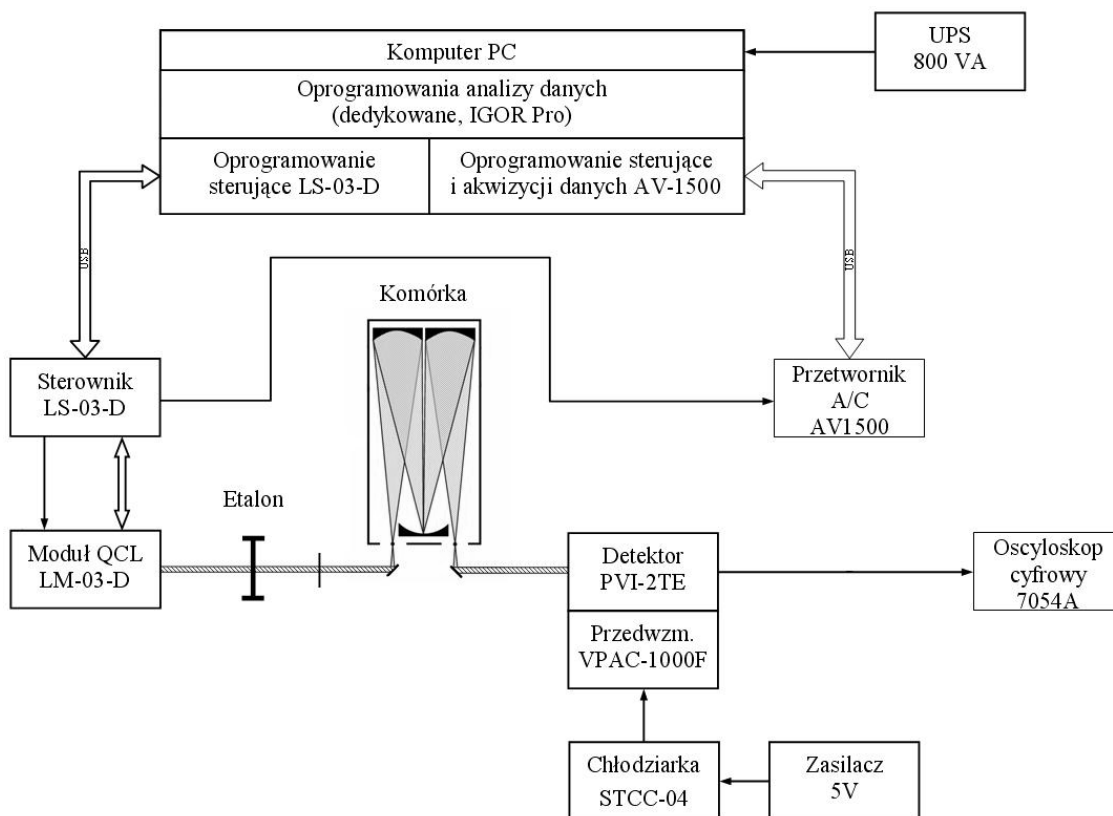 UPS
800 VA
Komputer PC
Oprogramowania analizy danych
(dedykowane, IGOR Pro)
Oprogramowanie
sterujące LS-03-D
Oprogramowanie sterujące
i akwizycji danych AV-1500
USB
USB
Komórka
Sterownik
LS-03-D
Przetwornik
A/C
AV1500
Etalon
Moduł QCL
LM-03-D
Detektor
PVI-2TE
Oscyloskop
cyfrowy
7054A
Przedwzm.
VPAC-1000F
Chłodziarka
STCC-04
Zasilacz
5V